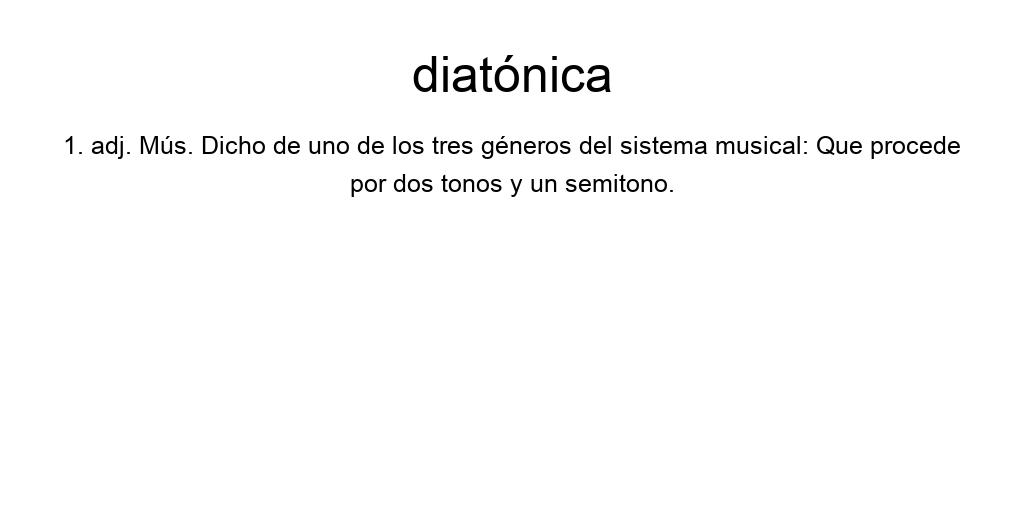 diatónica
1. adj. Mús. Dicho de uno de los tres géneros del sistema musical: Que procede
por dos tonos y un semitono.